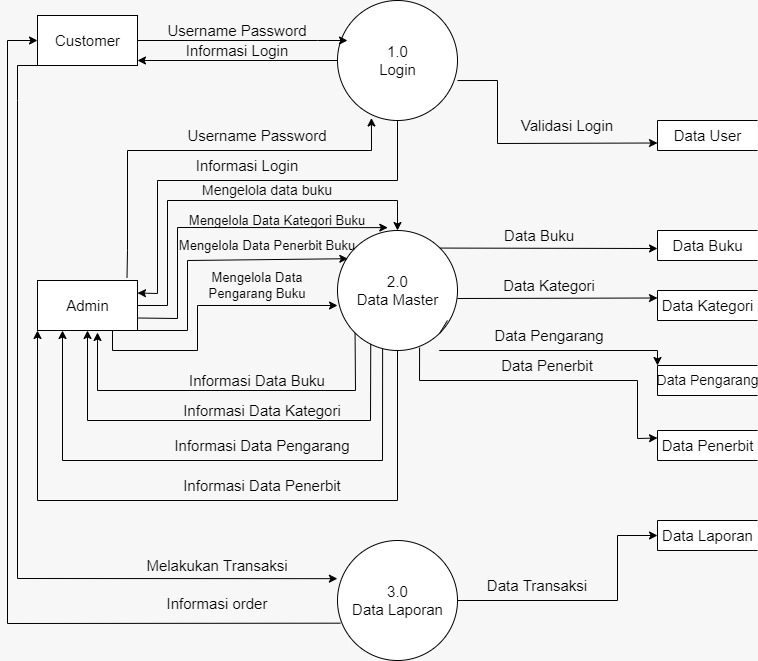 Customer
Username Password
Informasi Login
1.0
Login
Validasi Login
Data User
Username Password
Informasi Login
Mengelola data buku
Mengelola Data Kategori Buku
Mengelola Data Penerbit Buku
Mengelola Data
Pengarang Buku
Admin
2.0
Data Master
Data Buku
Data Buku
Data Kategori
Data Kategori
Data Pengarang
Data Pengarang
Data Penerbit
Data Penerbit
Informasi Data Buku
Informasi Data Kategori
Informasi Data Pengarang
Informasi Data Penerbit
Melakukan Transaksi
Informasi order
3.0
Data Laporan
Data Transaksi
Data Laporan